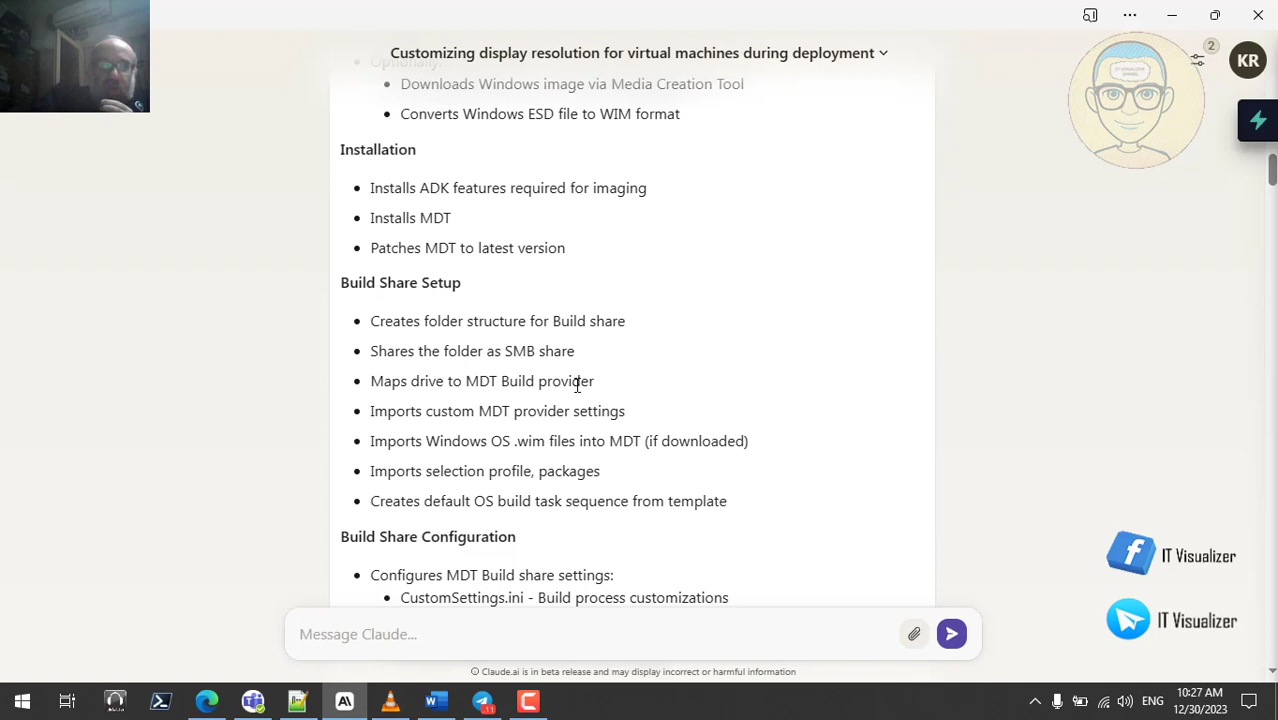 Customizing display resolution for virtual machines during deployment
2
KR
IT VISUALIZER
Optionally:
Downloads Windows image via Media Creation Tool
Converts Windows ESD file to WIM format
Installation
Installs ADK features required for imaging
Installs MDT
Patches MDT to latest version
Build Share Setup
Creates folder structure for Build share
Shares the folder as SMB share
Maps drive to MDT Build provider
Imports custom MDT provider settings
Imports Windows OS .wim files into MDT (if downloaded)
Imports selection profile, packages
Creates default OS build task sequence from template
Build Share Configuration
Configures MDT Build share settings:
CustomSettings.ini - Build process customizations
IT Visualizer
IT Visualizer
Message Claude...
Claude.ai is in beta release and may display incorrect or harmful information
AI
11
ENG
10:27 AM
12/30/2023